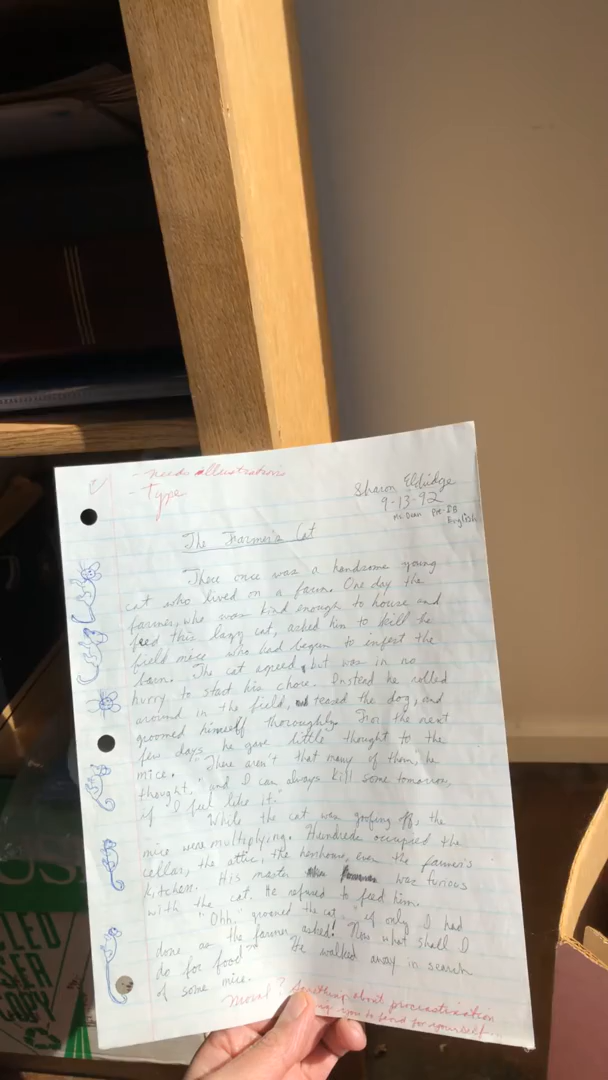 - needs illustrations
- Type
Sharon Eldridge
9-13-92
Mr. Dean Pre-IB
English
The Farmer's Cat
There once was a handsome young
cat who lived on a farm. One day the
farmer, who was kind enough to house and
feed this lazy cat, asked him to kill the
field mice who had begun to infest the
barn. The cat agreed, but was in no
hurry to start his chore. Instead he rolled
around in the field, teased the dog, and
groomed himself thoroughly. For the next
few days he gave little thought to the
mice. "There aren't that many of them, he
thought, "and I can always kill some tomorrow,
if I feel like it."
While the cat was goofing off, the
mice were multiplying. Hundreds occupied the
cellar, the attic, the henhouse, even the farmer's
kitchen. His master was furious
with the cat. He refused to feed him.
"Ohh," groaned the cat, "if only I had
done as the farmer asked! Now what shall I
do for food" He walked away in search
of some mice.
Moral? Something about procrastination
you to fend for yourself...
LED
SER
COPY